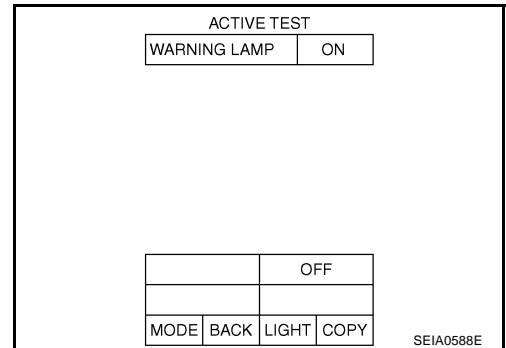 ACTIVE TEST
WARNING LAMP ON
OFF
MODE BACK LIGHT COPY
SEIA0588E